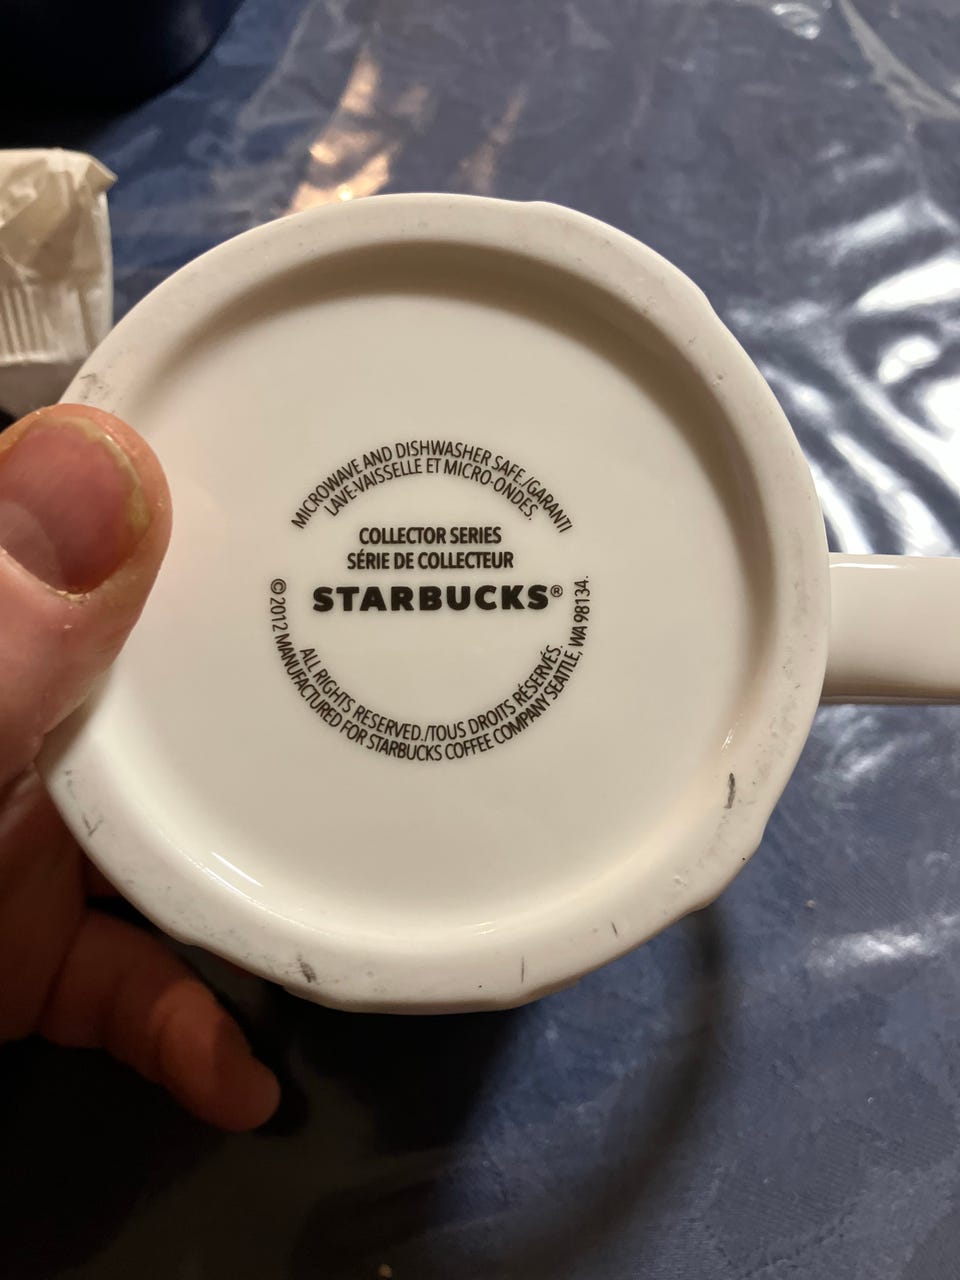 MICROWAVE AND DISHWASHER SAFE./GARANTI
LAVE-VAISSELLE ET MICRO-ONDES.
COLLECTOR SERIES
SÉRIE DE COLLECTEUR
STARBUCKS®
ALL RIGHTS RESERVED./TOUS DROITS RÉSERVÉS.
©2012 MANUFACTURED FOR STARBUCKS COFFEE COMPANY SEATTLE, WA 98134.